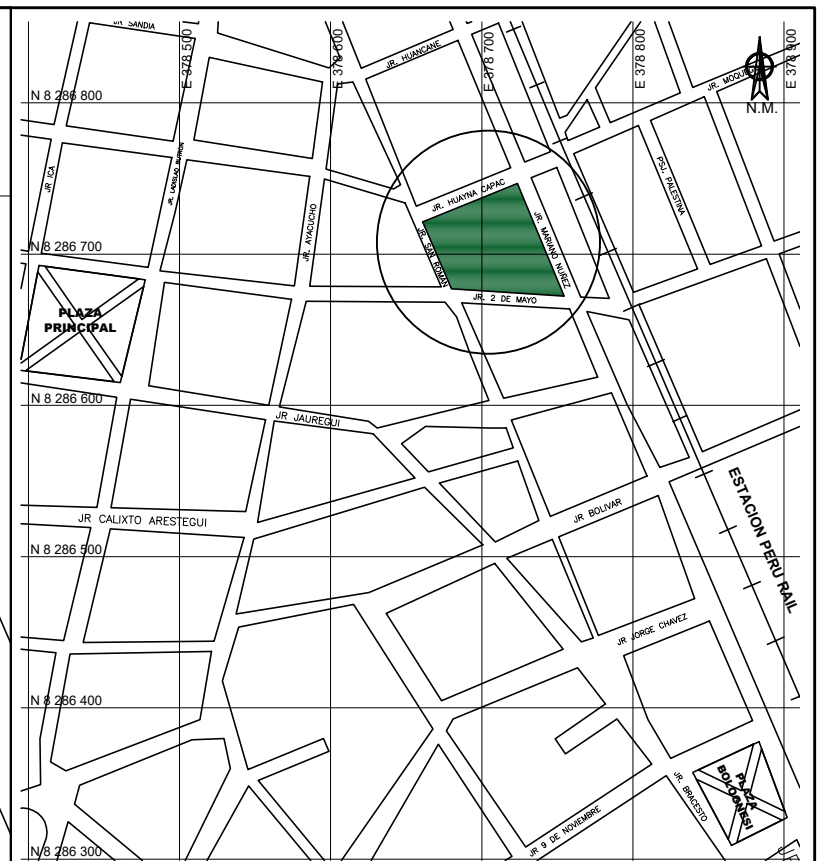 JR SANDIA
E 378 500
E 378 600
E 378 700
E 378 800
E 378 900
JR. HUANCANE
N.M.
N 8 286 800
JR ICA
JR. LADISLAO BUTRON
JR. AYACUCHO
JR. HUAYNA CAPAC
JR. SAN ROMAN
JR. MARIANO NUÑEZ
PSJ. PALESTINA
N 8 286 700
JR. 2 DE MAYO
PLAZA
PRINCIPAL
N 8 286 600
JR JAUREGUI
JR CALIXTO ARESTEGUI
JR BOLIVAR
ESTACION PERU RAIL
N 8 286 500
JR JORGE CHAVEZ
N 8 286 400
PLAZA
BOLOGNESI
JR. BRACESTO
JR 9 DE NOVIEMBRE
N 8 286 300